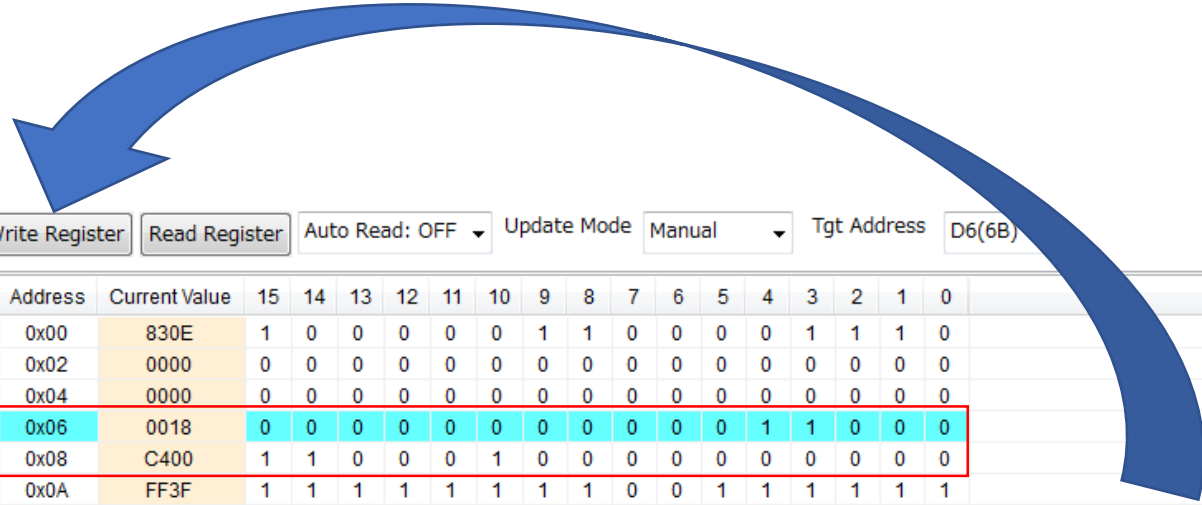 Write Register Read Register Auto Read: OFF Update Mode Manual Tgt Address D6(6B)
Address Current Value 15 14 13 12 11 10 9 8 7 6 5 4 3 2 1 0
0x00 830E 1 0 0 0 0 0 1 1 0 0 0 0 1 1 1 0
0x02 0000 0 0 0 0 0 0 0 0 0 0 0 0 0 0 0 0
0x04 0000 0 0 0 0 0 0 0 0 0 0 0 0 0 0 0 0
0x06 0018 0 0 0 0 0 0 0 0 0 0 0 1 1 0 0 0
0x08 C400 1 1 0 0 0 1 0 0 0 0 0 0 0 0 0 0
0x0A FF3F 1 1 1 1 1 1 1 1 0 0 1 1 1 1 1 1